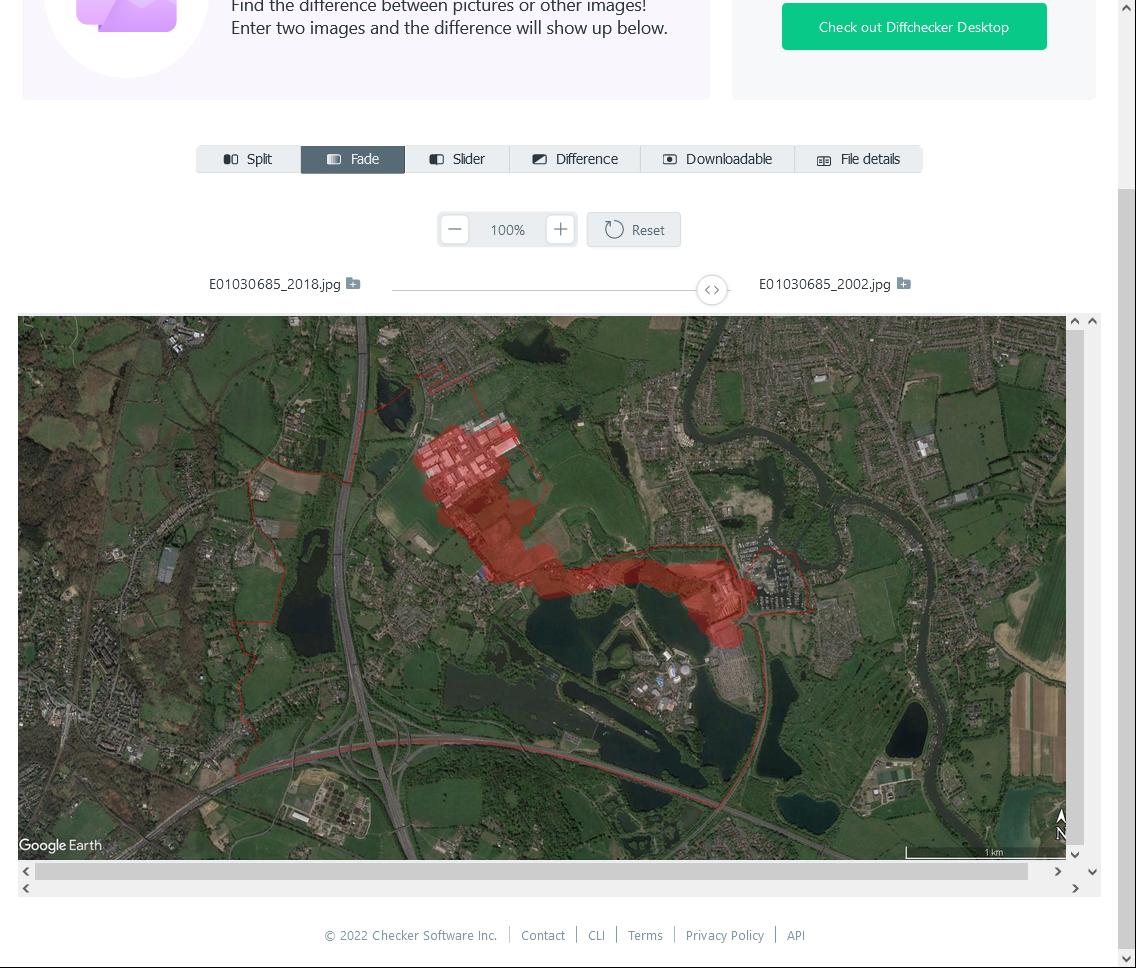 Find the difference between pictures or other images!
Enter two images and the difference will show up below.
Check out Diffchecker Desktop
Split
Fade
Slider
Difference
Downloadable
File details
100%
Reset
E01030685_2018.jpg
E01030685_2002.jpg
N
Google Earth
1 km
© 2022 Checker Software Inc.
Contact
CLI
Terms
Privacy Policy
API